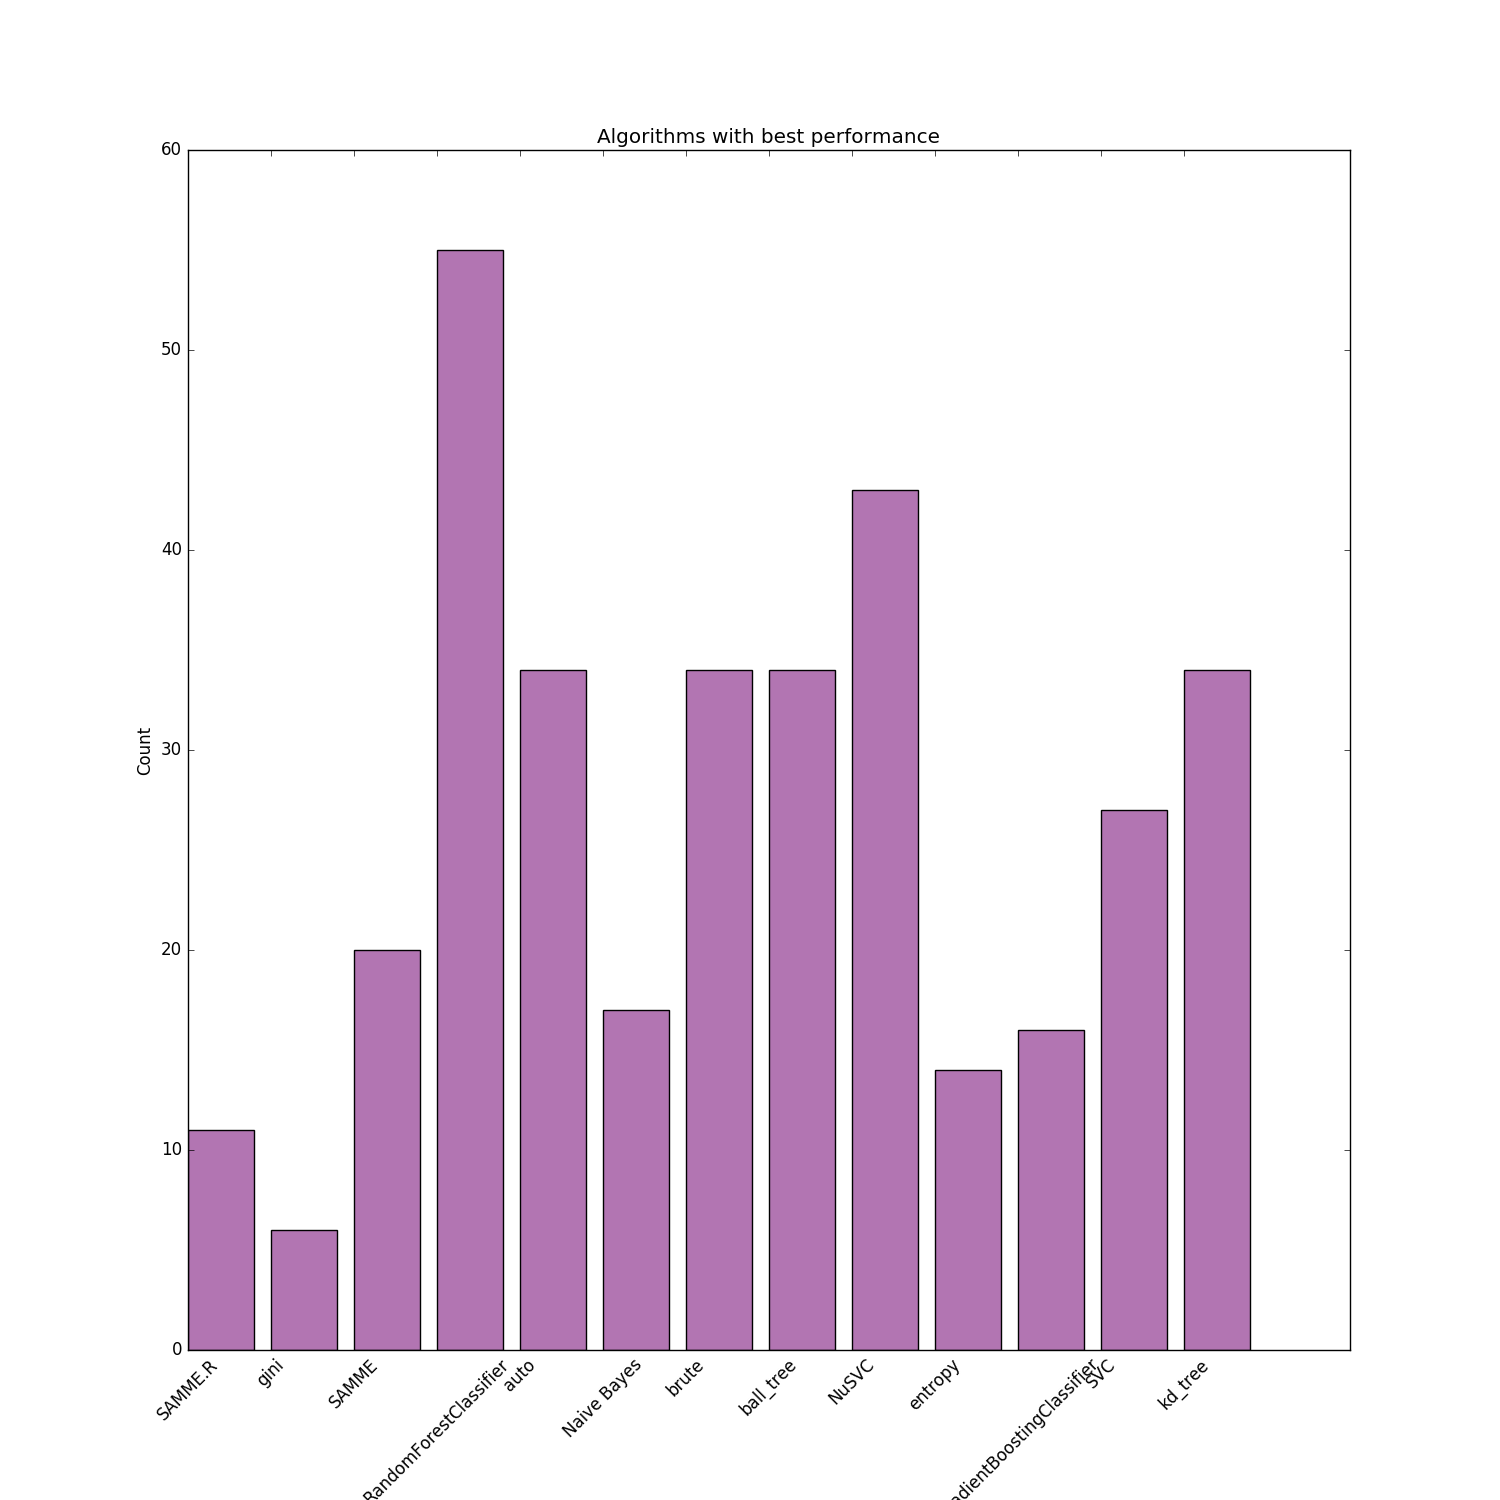 Algorithms with best performance
60
50
40
30
20
10
0
Count
SAMME.R
gini
SAMME
RandomForestClassifier
auto
Naive Bayes
brute
ball_tree
NuSVC
entropy
adientBoostingClassifier
SVC
kd_tree